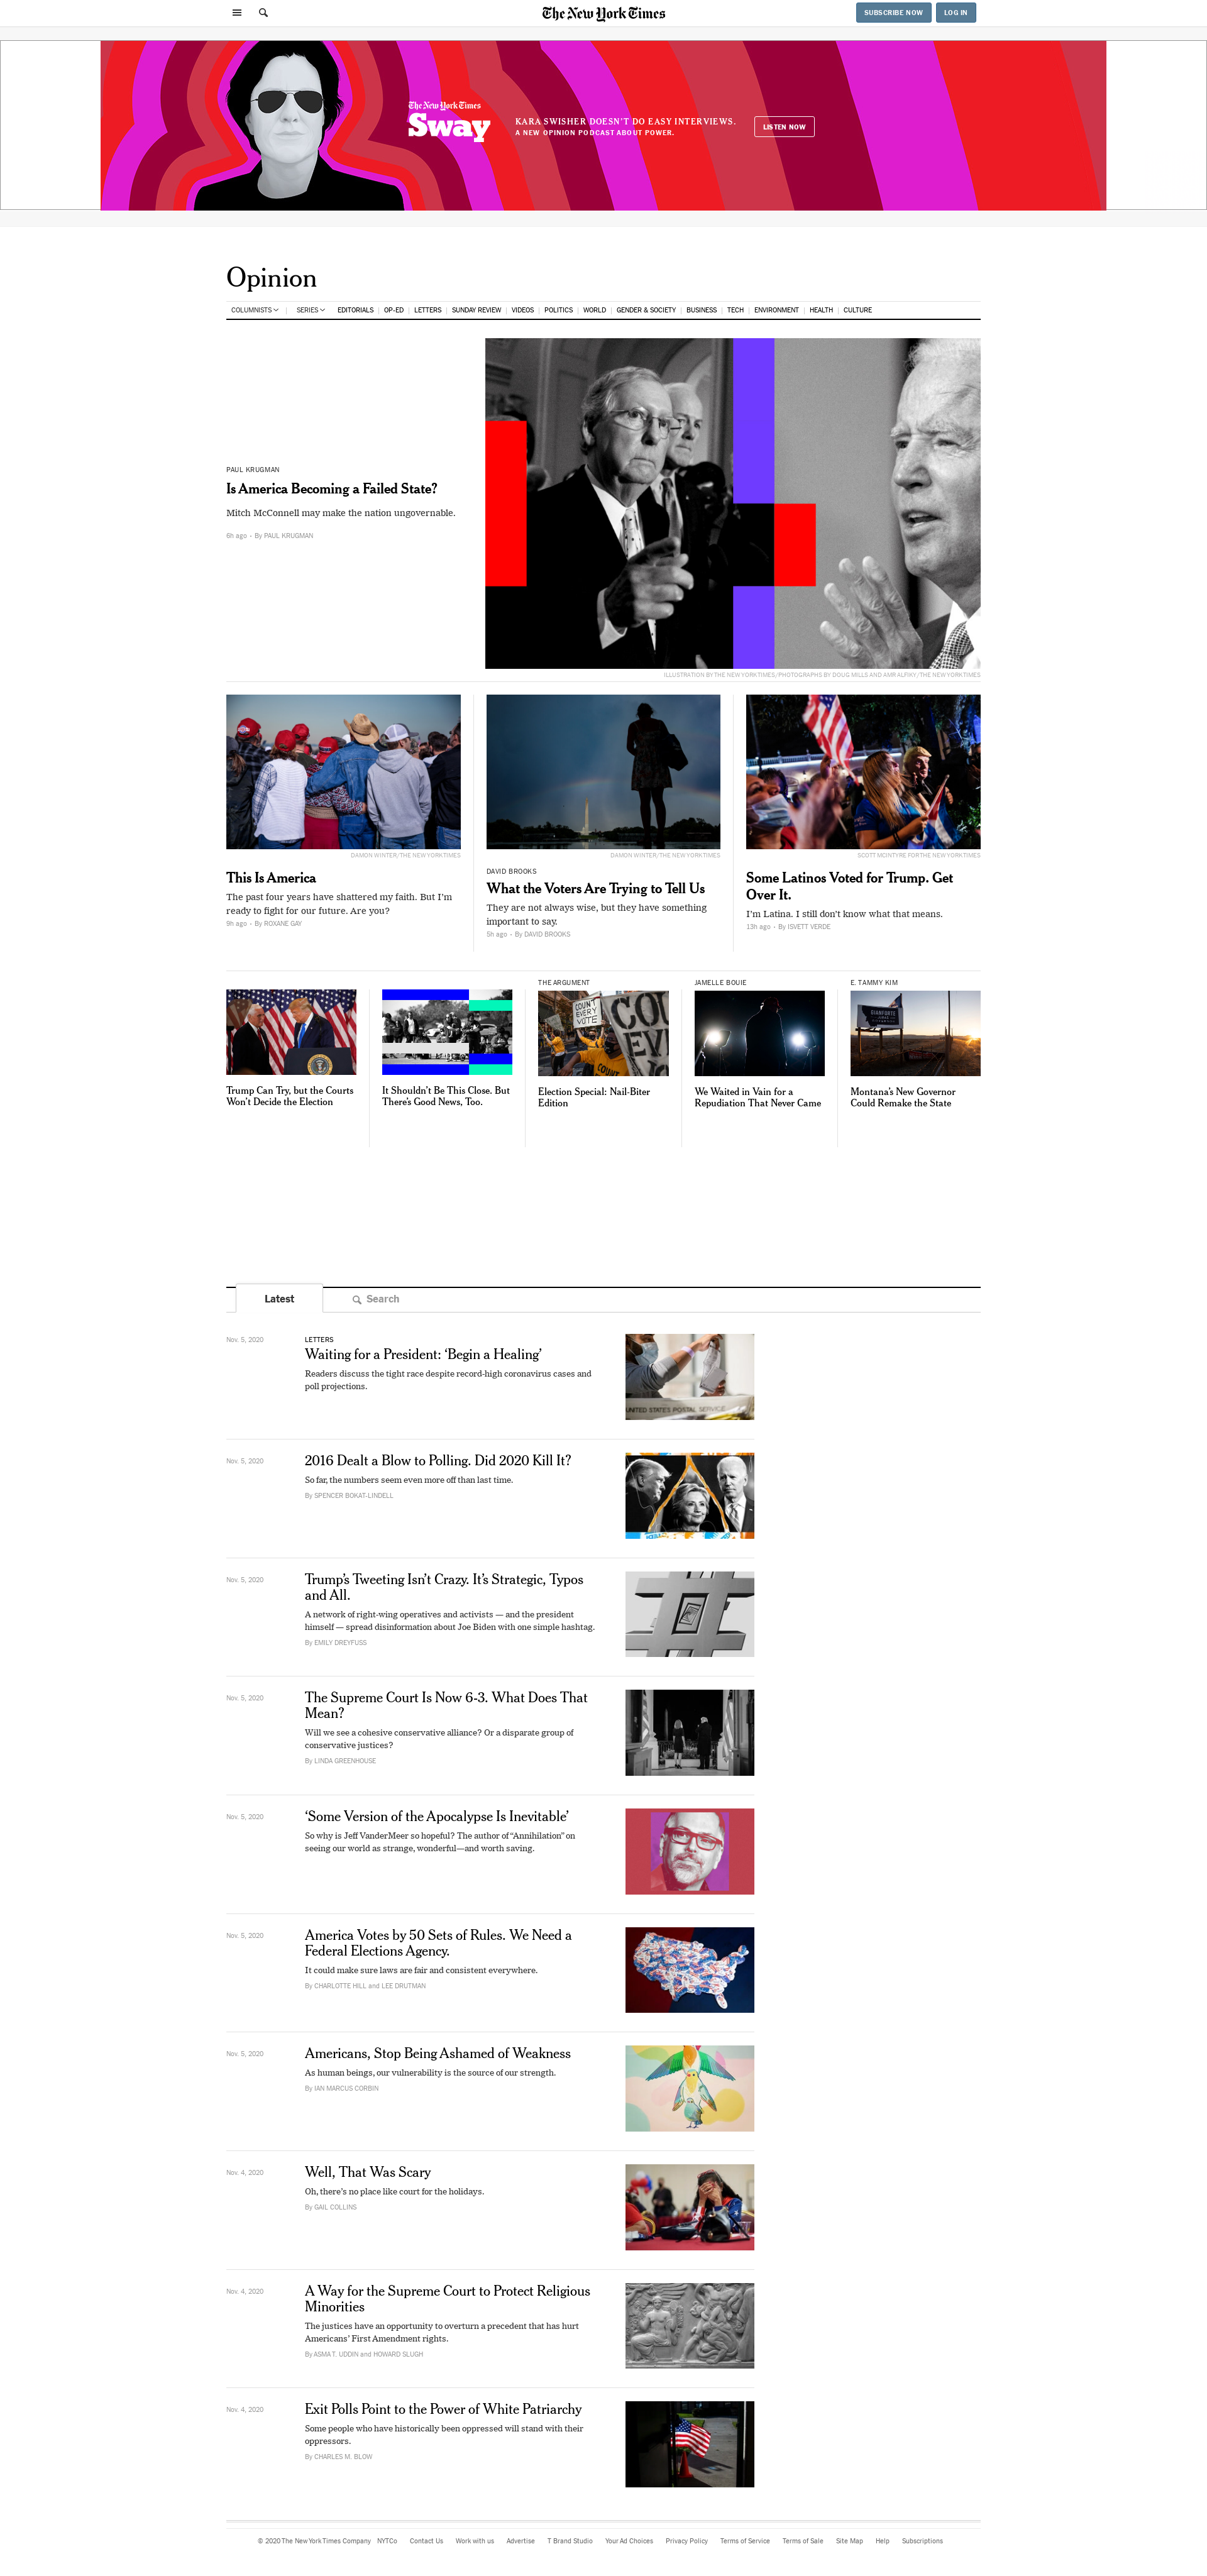 The New York Times
SUBSCRIBE NOW
LOG IN
The New York Times
Sway
KARA SWISHER DOESN'T DO EASY INTERVIEWS.
A NEW OPINION PODCAST ABOUT POWER.
LISTEN NOW
Opinion
COLUMNISTS | SERIES EDITORIALS | OP-ED | LETTERS | SUNDAY REVIEW | VIDEOS | POLITICS | WORLD | GENDER & SOCIETY | BUSINESS | TECH | ENVIRONMENT | HEALTH | CULTURE
PAUL KRUGMAN
Is America Becoming a Failed State?
Mitch McConnell may make the nation ungovernable.
6h ago • By PAUL KRUGMAN
ILLUSTRATION BY THE NEW YORK TIMES/PHOTOGRAPHS BY DOUG MILLS AND AMR ALFIKY/THE NEW YORK TIMES
DAMON WINTER/THE NEW YORK TIMES
This Is America
The past four years have shattered my faith. But I'm
ready to fight for our future. Are you?
9h ago • By ROXANE GAY
DAMON WINTER/THE NEW YORK TIMES
DAVID BROOKS
What the Voters Are Trying to Tell Us
They are not always wise, but they have something
important to say.
5h ago • By DAVID BROOKS
SCOTT MCINTYRE FOR THE NEW YORK TIMES
Some Latinos Voted for Trump. Get
Over It.
I'm Latina. I still don't know what that means.
13h ago • By ISVETT VERDE
Trump Can Try, but the Courts
Won't Decide the Election
It Shouldn't Be This Close. But
There's Good News, Too.
THE ARGUMENT
COUNT
EVERY
VOTE
Election Special: Nail-Biter
Edition
JAMELLE BOUIE
We Waited in Vain for a
Repudiation That Never Came
E. TAMMY KIM
GIANFORTE
Montana's New Governor
Could Remake the State
Latest
Search
Nov. 5, 2020
LETTERS
Waiting for a President: ‘Begin a Healing’
Readers discuss the tight race despite record-high coronavirus cases and
poll projections.
UNITED STATES POSTAL SERVICE
Nov. 5, 2020
2016 Dealt a Blow to Polling. Did 2020 Kill It?
So far, the numbers seem even more off than last time.
By SPENCER BOKAT-LINDELL
Nov. 5, 2020
Trump's Tweeting Isn't Crazy. It's Strategic, Typos
and All.
A network of right-wing operatives and activists — and the president
himself — spread disinformation about Joe Biden with one simple hashtag.
By EMILY DREYFUSS
Nov. 5, 2020
The Supreme Court Is Now 6-3. What Does That
Mean?
Will we see a cohesive conservative alliance? Or a disparate group of
conservative justices?
By LINDA GREENHOUSE
Nov. 5, 2020
‘Some Version of the Apocalypse Is Inevitable’
So why is Jeff VanderMeer so hopeful? The author of “Annihilation” on
seeing our world as strange, wonderful—and worth saving.
Nov. 5, 2020
America Votes by 50 Sets of Rules. We Need a
Federal Elections Agency.
It could make sure laws are fair and consistent everywhere.
By CHARLOTTE HILL and LEE DRUTMAN
Nov. 5, 2020
Americans, Stop Being Ashamed of Weakness
As human beings, our vulnerability is the source of our strength.
By IAN MARCUS CORBIN
Nov. 4, 2020
Well, That Was Scary
Oh, there's no place like court for the holidays.
By GAIL COLLINS
Nov. 4, 2020
A Way for the Supreme Court to Protect Religious
Minorities
The justices have an opportunity to overturn a precedent that has hurt
Americans' First Amendment rights.
By ASMA T. UDDIN and HOWARD SLUGH
Nov. 4, 2020
Exit Polls Point to the Power of White Patriarchy
Some people who have historically been oppressed will stand with their
oppressors.
By CHARLES M. BLOW
© 2020 The New York Times Company NYTCo Contact Us Work with us Advertise T Brand Studio Your Ad Choices Privacy Policy Terms of Service Terms of Sale Site Map Help Subscriptions